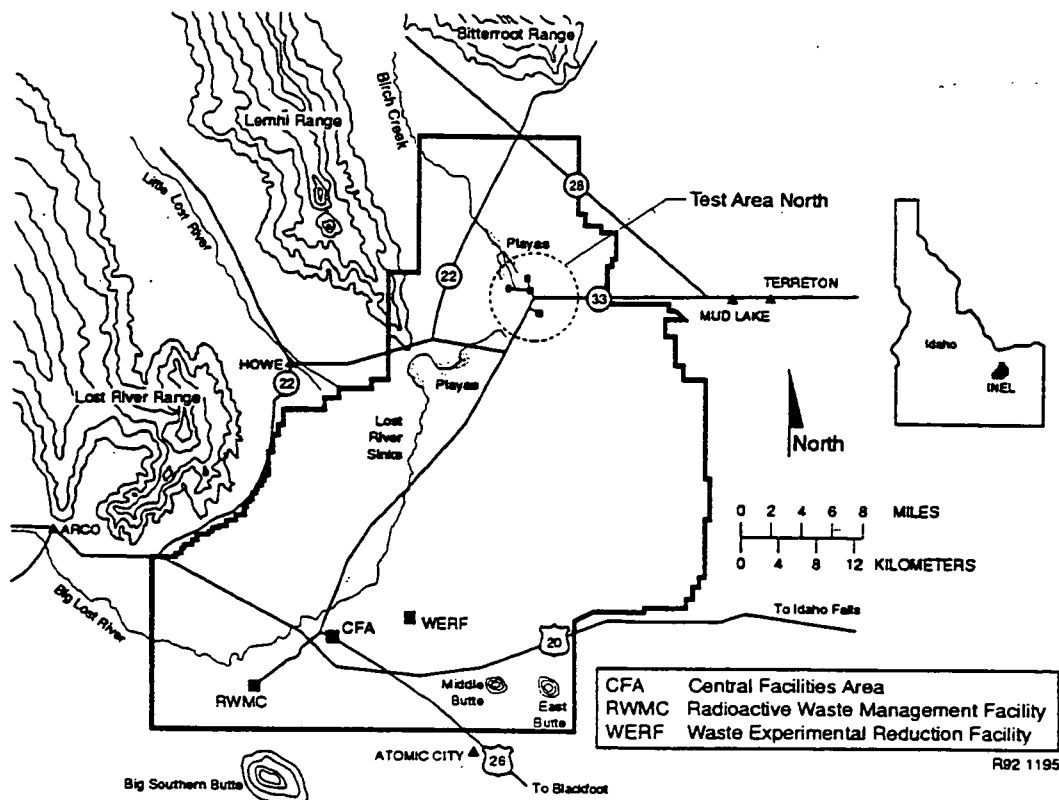 Bitterroot Range
Birch Creek
Lemhi Range
Little Lost River
28
Test Area North
Playas
22
33
TERRETON
MUD LAKE
Idaho
INEL
HOWE
22
Playas
Lost River Range
Lost
River
Sinks
North
ARCO
0 2 4 6 8 MILES
0 4 8 12 KILOMETERS
Big Lost River
To Idaho Falls
CFA
WERF
20
RWMC
Middle
Butte
East
Butte
CFA Central Facilities Area
RWMC Radioactive Waste Management Facility
WERF Waste Experimental Reduction Facility
ATOMIC CITY
26
R92 1195
Big Southern Butte
To Blackfoot